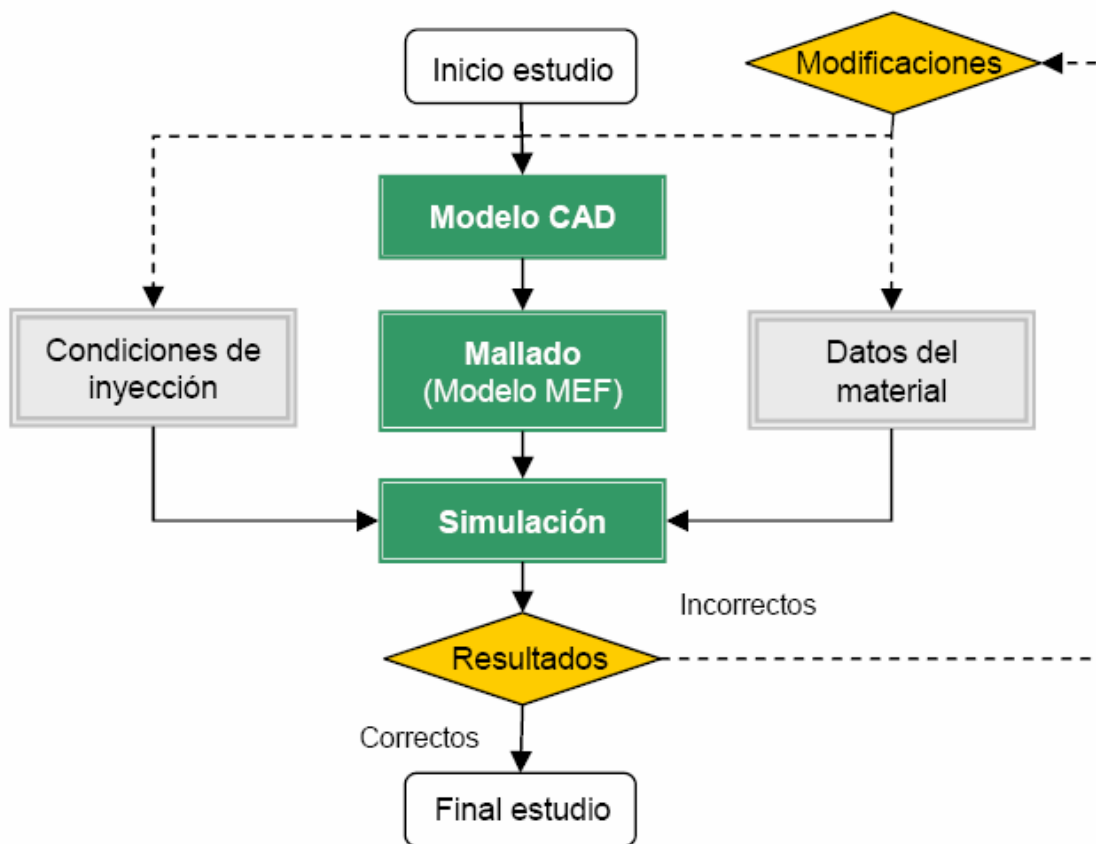 Inicio estudio
Modificaciones
Modelo CAD
Condiciones de
inyección
Mallado
(Modelo MEF)
Datos del
material
Simulación
Incorrectos
Resultados
Correctos
Final estudio